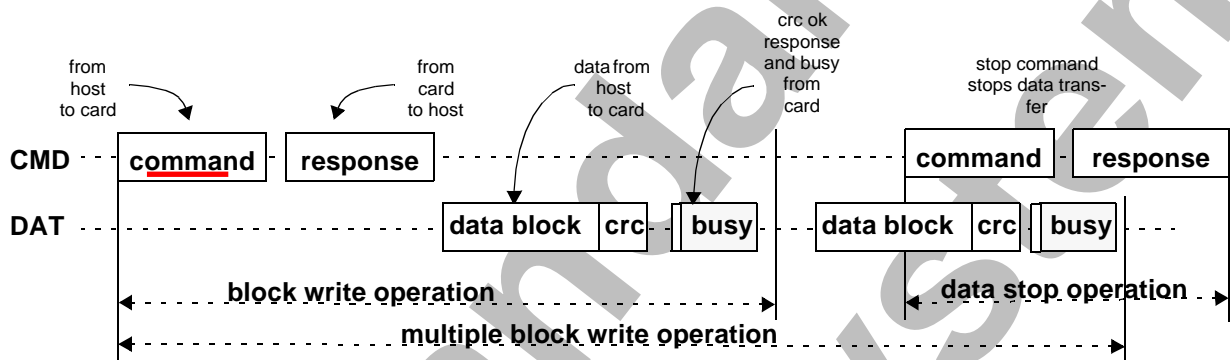 crc ok
response
and busy
from
card
from
host
to card
from
card
to host
data from
host
to card
stop command
stops data trans-
fer
CMD
command
response
command
response
DAT
data block
crc
busy
data block
crc
busy
block write operation
data stop operation
multiple block write operation